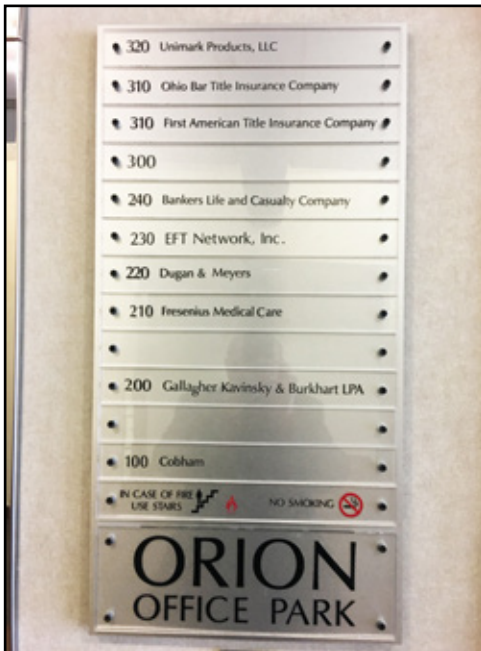 320 Unimark Products, LLC
310 Ohio Bar Title Insurance Company
310 First American Title Insurance Company
300
240 Bankers Life and Casualty Company
230 EFT Network, Inc.
220 Dugan & Meyers
210 Fresenius Medical Care
200 Gallagher Kavinsky & Burkhart LPA
100 Cobham
IN CASE OF FIRE
USE STAIRS
NO SMOKING
ORION
OFFICE PARK